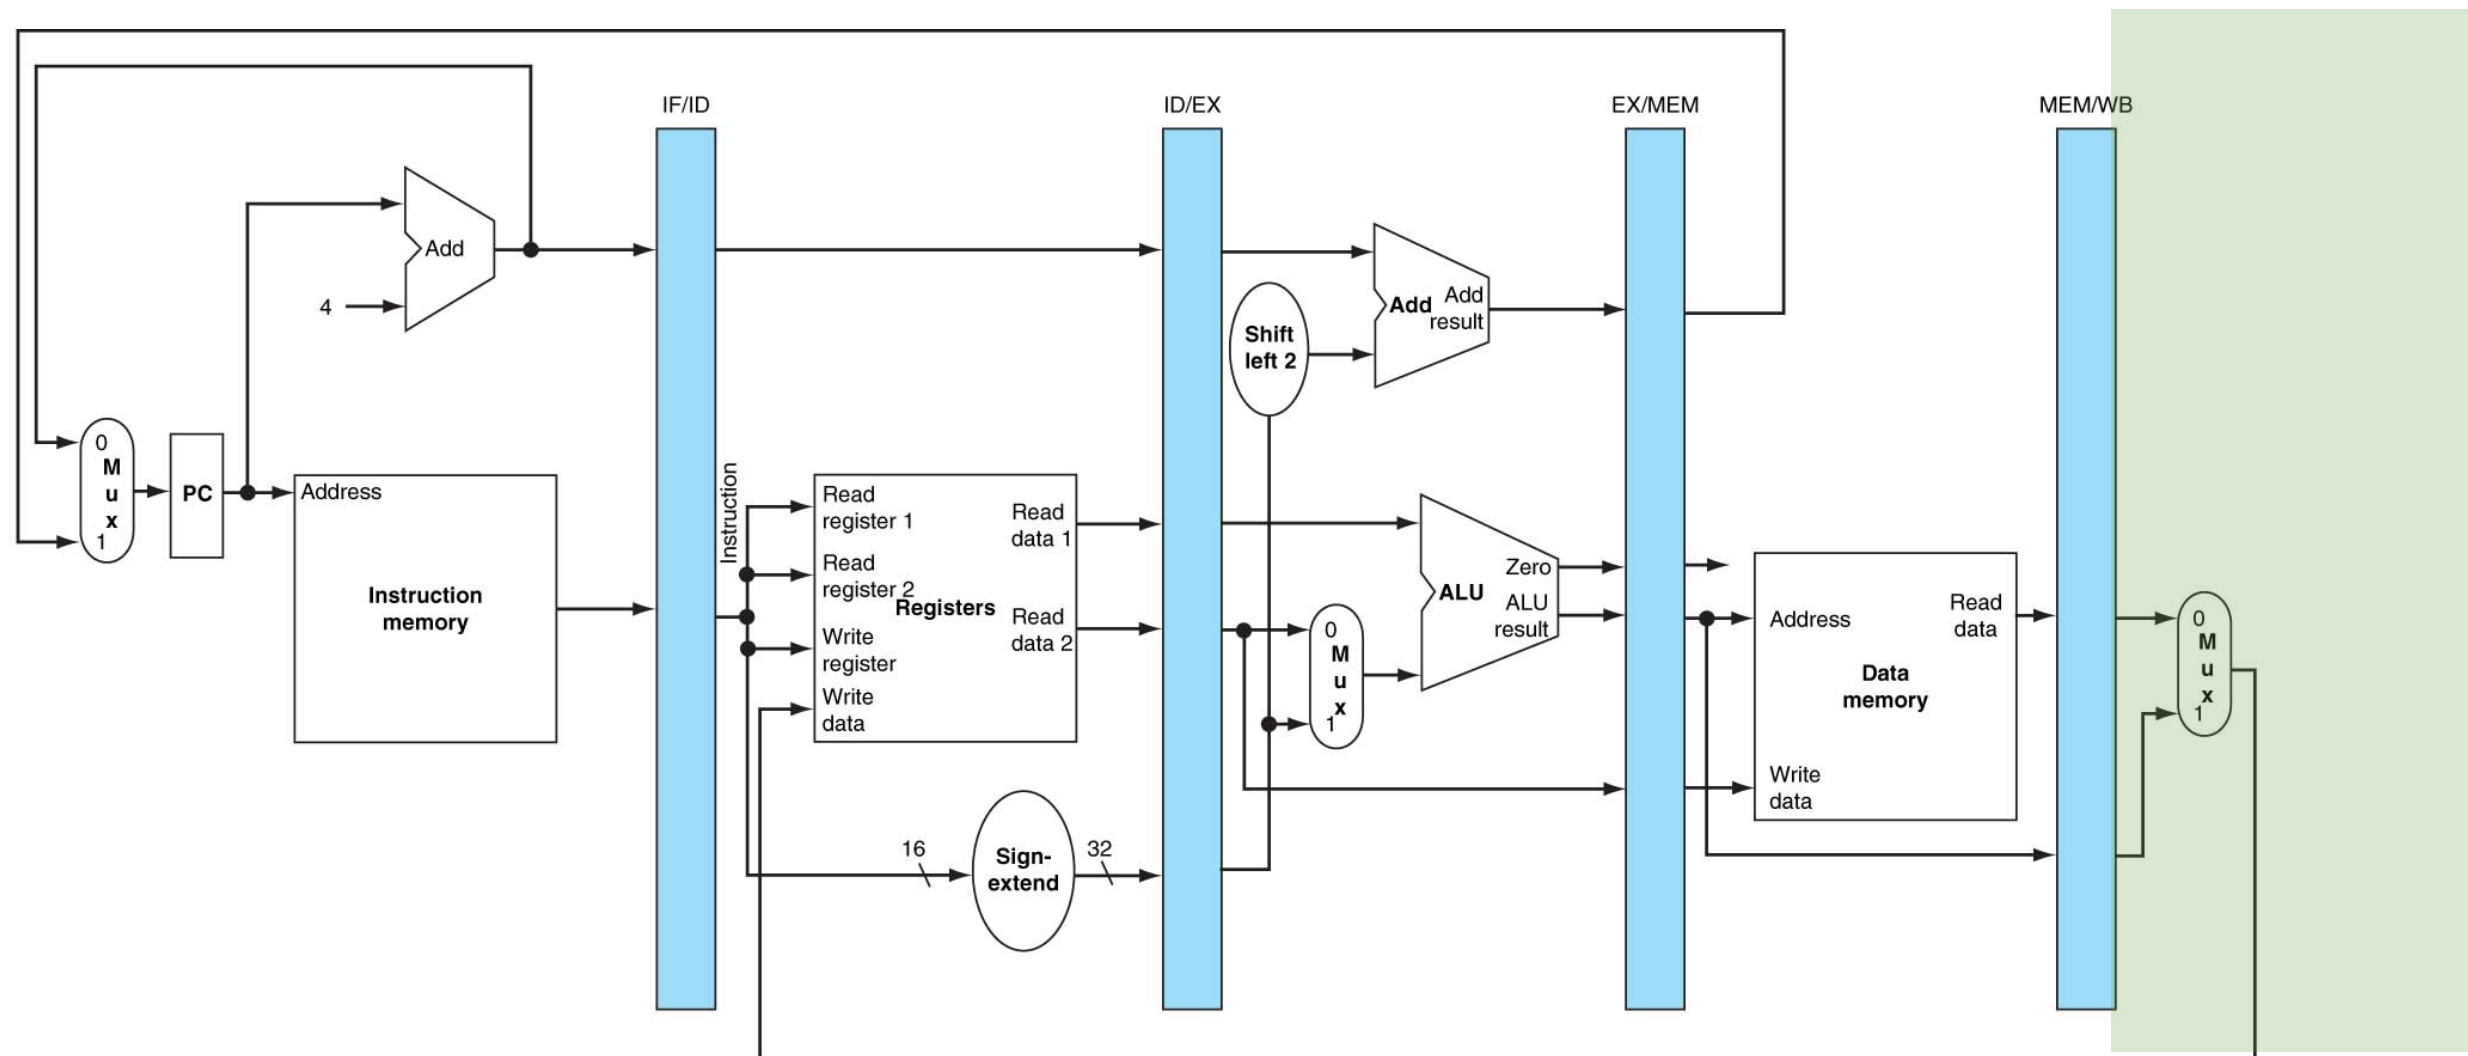 IF/ID
ID/EX
EX/MEM
MEM/WB
Add
4
0
M
u
x
1
PC
Address
Instruction
memory
Instruction
Read
register 1
Read
register 2
Write
register
Write
data
Registers
Read
data 1
Read
data 2
16
Sign-
extend
32
Shift
left 2
Add
Add
result
0
M
u
x
1
ALU
Zero
ALU
result
Address
Read
data
Data
memory
Write
data
0
M
u
x
1